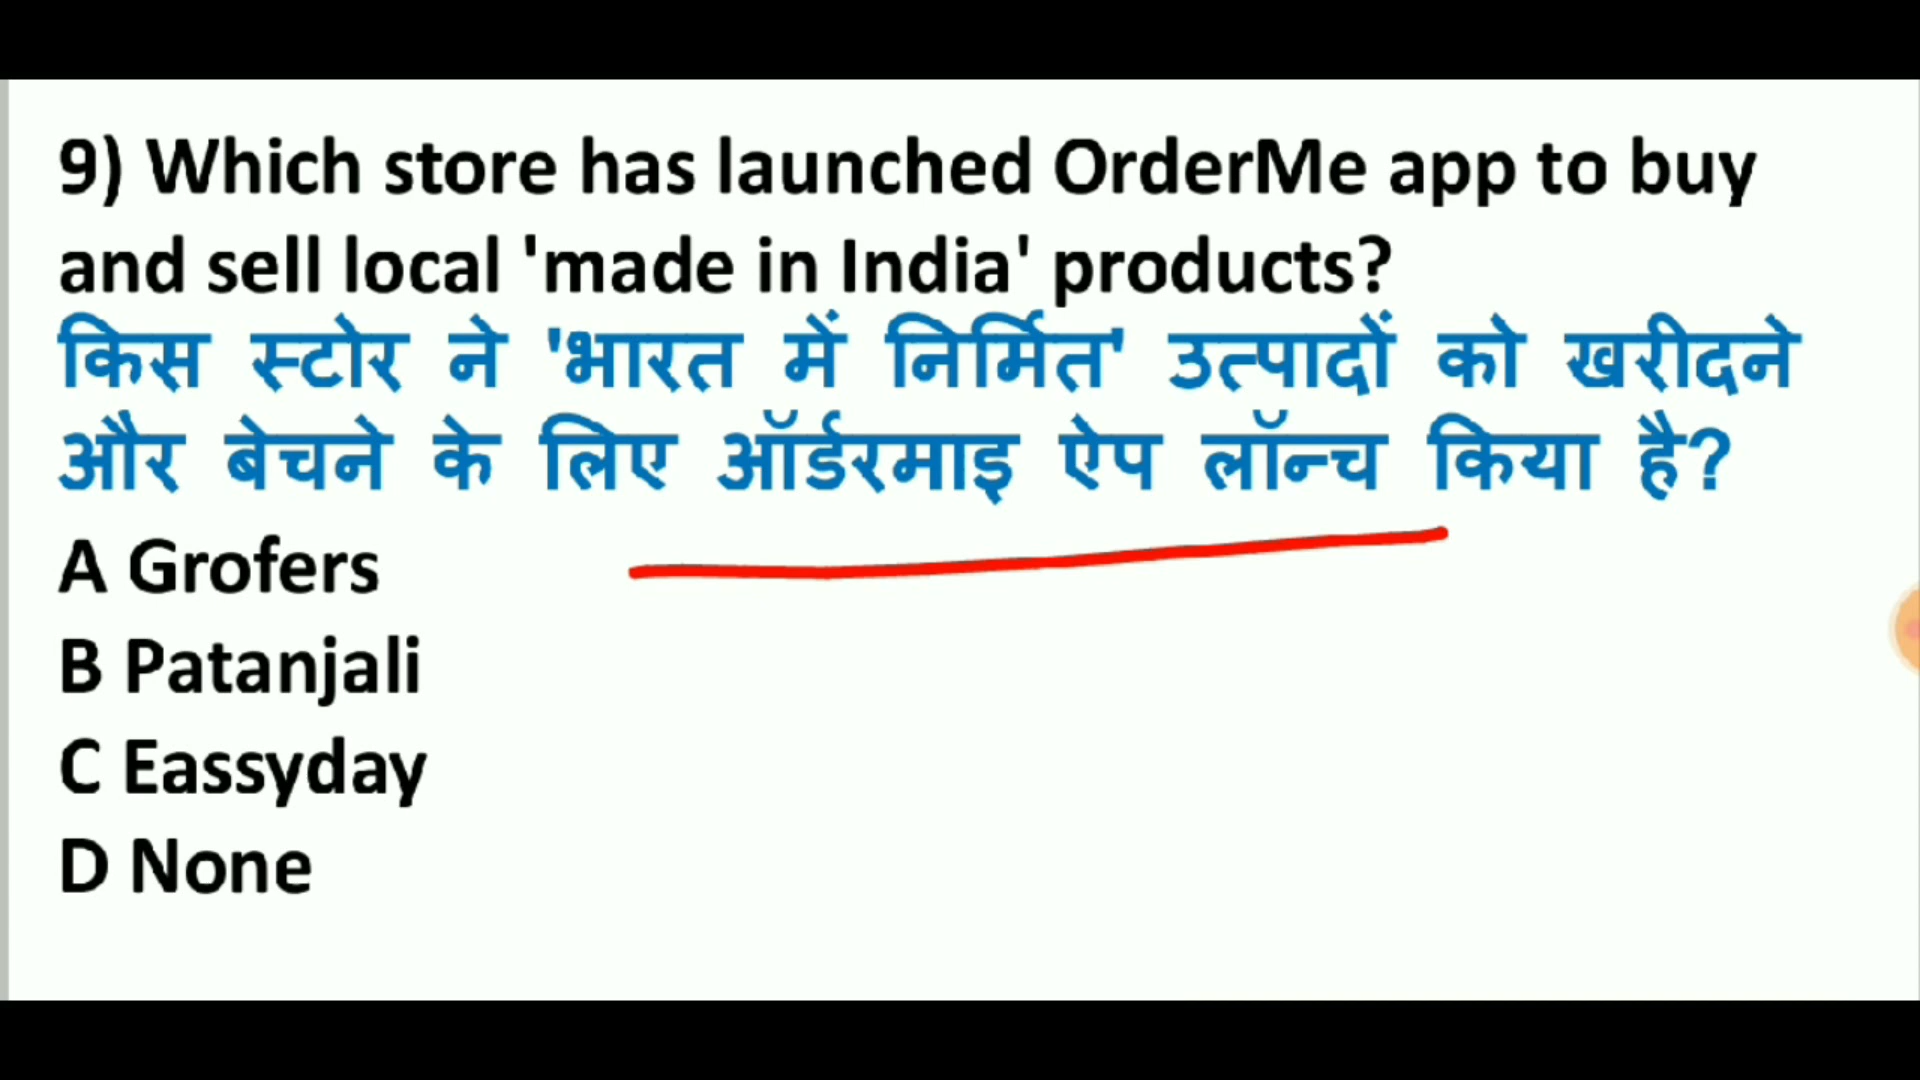 9) Which store has launched OrderMe app to buy
and sell local 'made in India' products?
किस स्टोर ने 'भारत में निर्मित' उत्पादों को खरीदने
और बेचने के लिए ऑर्डरमाइ ऐप लॉन्च किया है?
A Grofers
B Patanjali
C Eassyday
D None